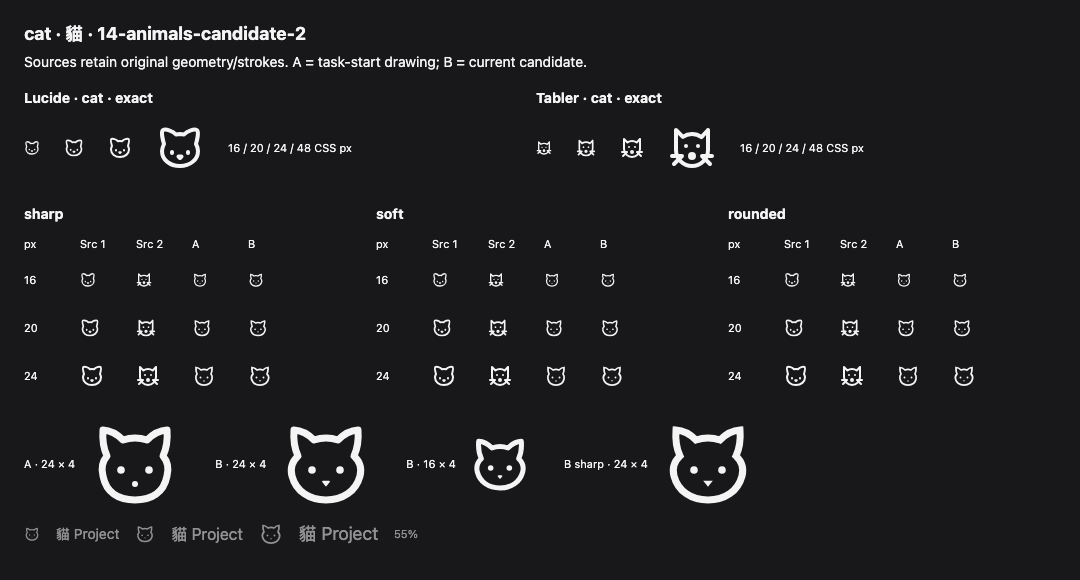 cat · 貓 · 14-animals-candidate-2
Sources retain original geometry/strokes. A = task-start drawing; B = current candidate.
Lucide · cat · exact
Tabler · cat · exact
16 / 20 / 24 / 48 CSS px
16 / 20 / 24 / 48 CSS px
sharp
soft
rounded
px Src 1 Src 2 A B
px Src 1 Src 2 A B
px Src 1 Src 2 A B
16
16
16
20
20
20
24
24
24
A · 24 × 4
B · 24 × 4
B · 16 × 4
B sharp · 24 × 4
貓 Project
貓 Project
貓 Project
55%